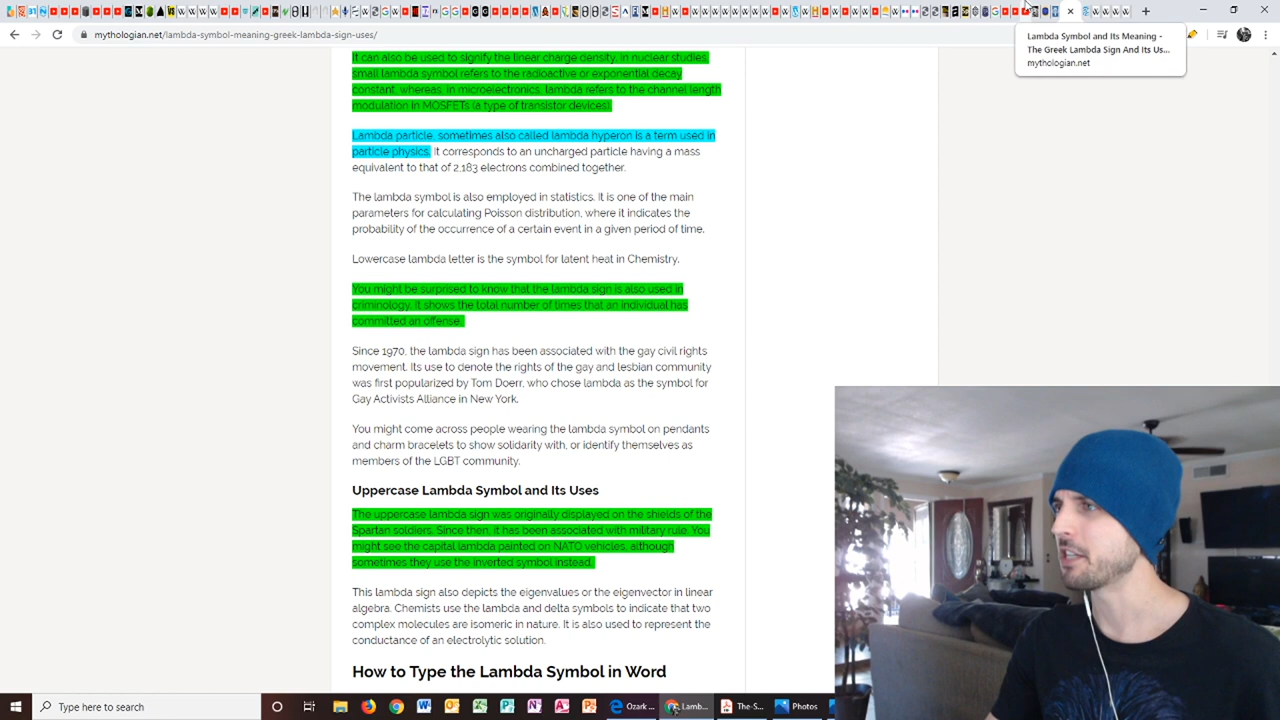 mythologian.net/lambda-symbol-meaning-greek-lambda-sign-uses/
Lambda Symbol and Its Meaning -
The Greek Lambda Sign And Its Us...
mythologian.net
It can also be used to signify the linear charge density. In nuclear studies,
small lambda symbol refers to the radioactive or exponential decay
constant, whereas, in microelectronics, lambda refers to the channel length
modulation in MOSFETs (a type of transistor devices).
Lambda particle, sometimes also called lambda hyperon is a term used in
particle physics. It corresponds to an uncharged particle having a mass
equivalent to that of 2,183 electrons combined together.
The lambda symbol is also employed in statistics. It is one of the main
parameters for calculating Poisson distribution, where it indicates the
probability of the occurrence of a certain event in a given period of time.
Lowercase lambda letter is the symbol for latent heat in Chemistry.
You might be surprised to know that the lambda sign is also used in
criminology. It shows the total number of times that an individual has
committed an offense.
Since 1970, the lambda sign has been associated with the gay civil rights
movement. Its use to denote the rights of the gay and lesbian community
was first popularized by Tom Doerr, who chose lambda as the symbol for
Gay Activists Alliance in New York.
You might come across people wearing the lambda symbol on pendants
and charm bracelets to show solidarity with, or identify themselves as
members of the LGBT community.
Uppercase Lambda Symbol and Its Uses
The uppercase lambda sign was originally displayed on the shields of the
Spartan soldiers. Since then, it has been associated with military rule. You
might see the capital lambda painted on NATO vehicles, although
sometimes they use the inverted symbol instead.
This lambda sign also depicts the eigenvalues or the eigenvector in linear
algebra. Chemists use the lambda and delta symbols to indicate that two
complex molecules are isomeric in nature. It is also used to represent the
conductance of an electrolytic solution.
How to Type the Lambda Symbol in Word
Type here to search
Ozark ...
Lamb...
The-S...
Photos